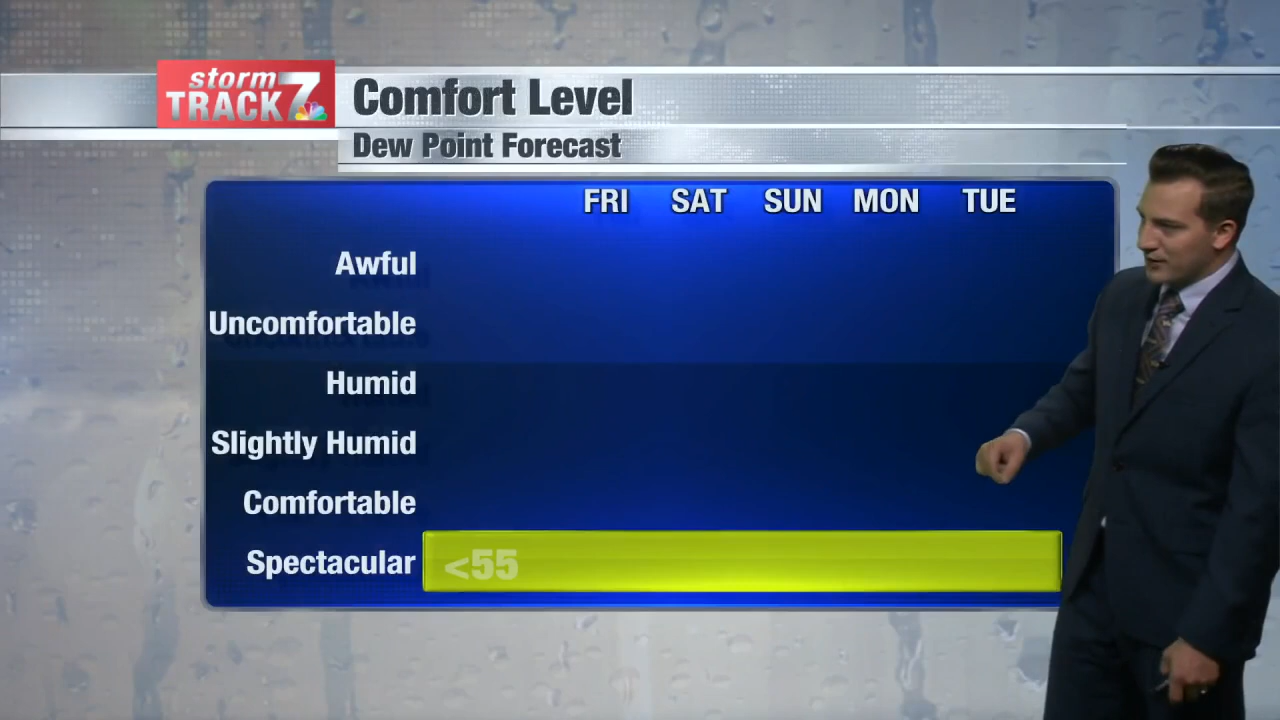 storm
TRACK 7
Comfort Level
Dew Point Forecast
FRI SAT SUN MON TUE
Awful
Uncomfortable
Humid
Slightly Humid
Comfortable
Spectacular <55